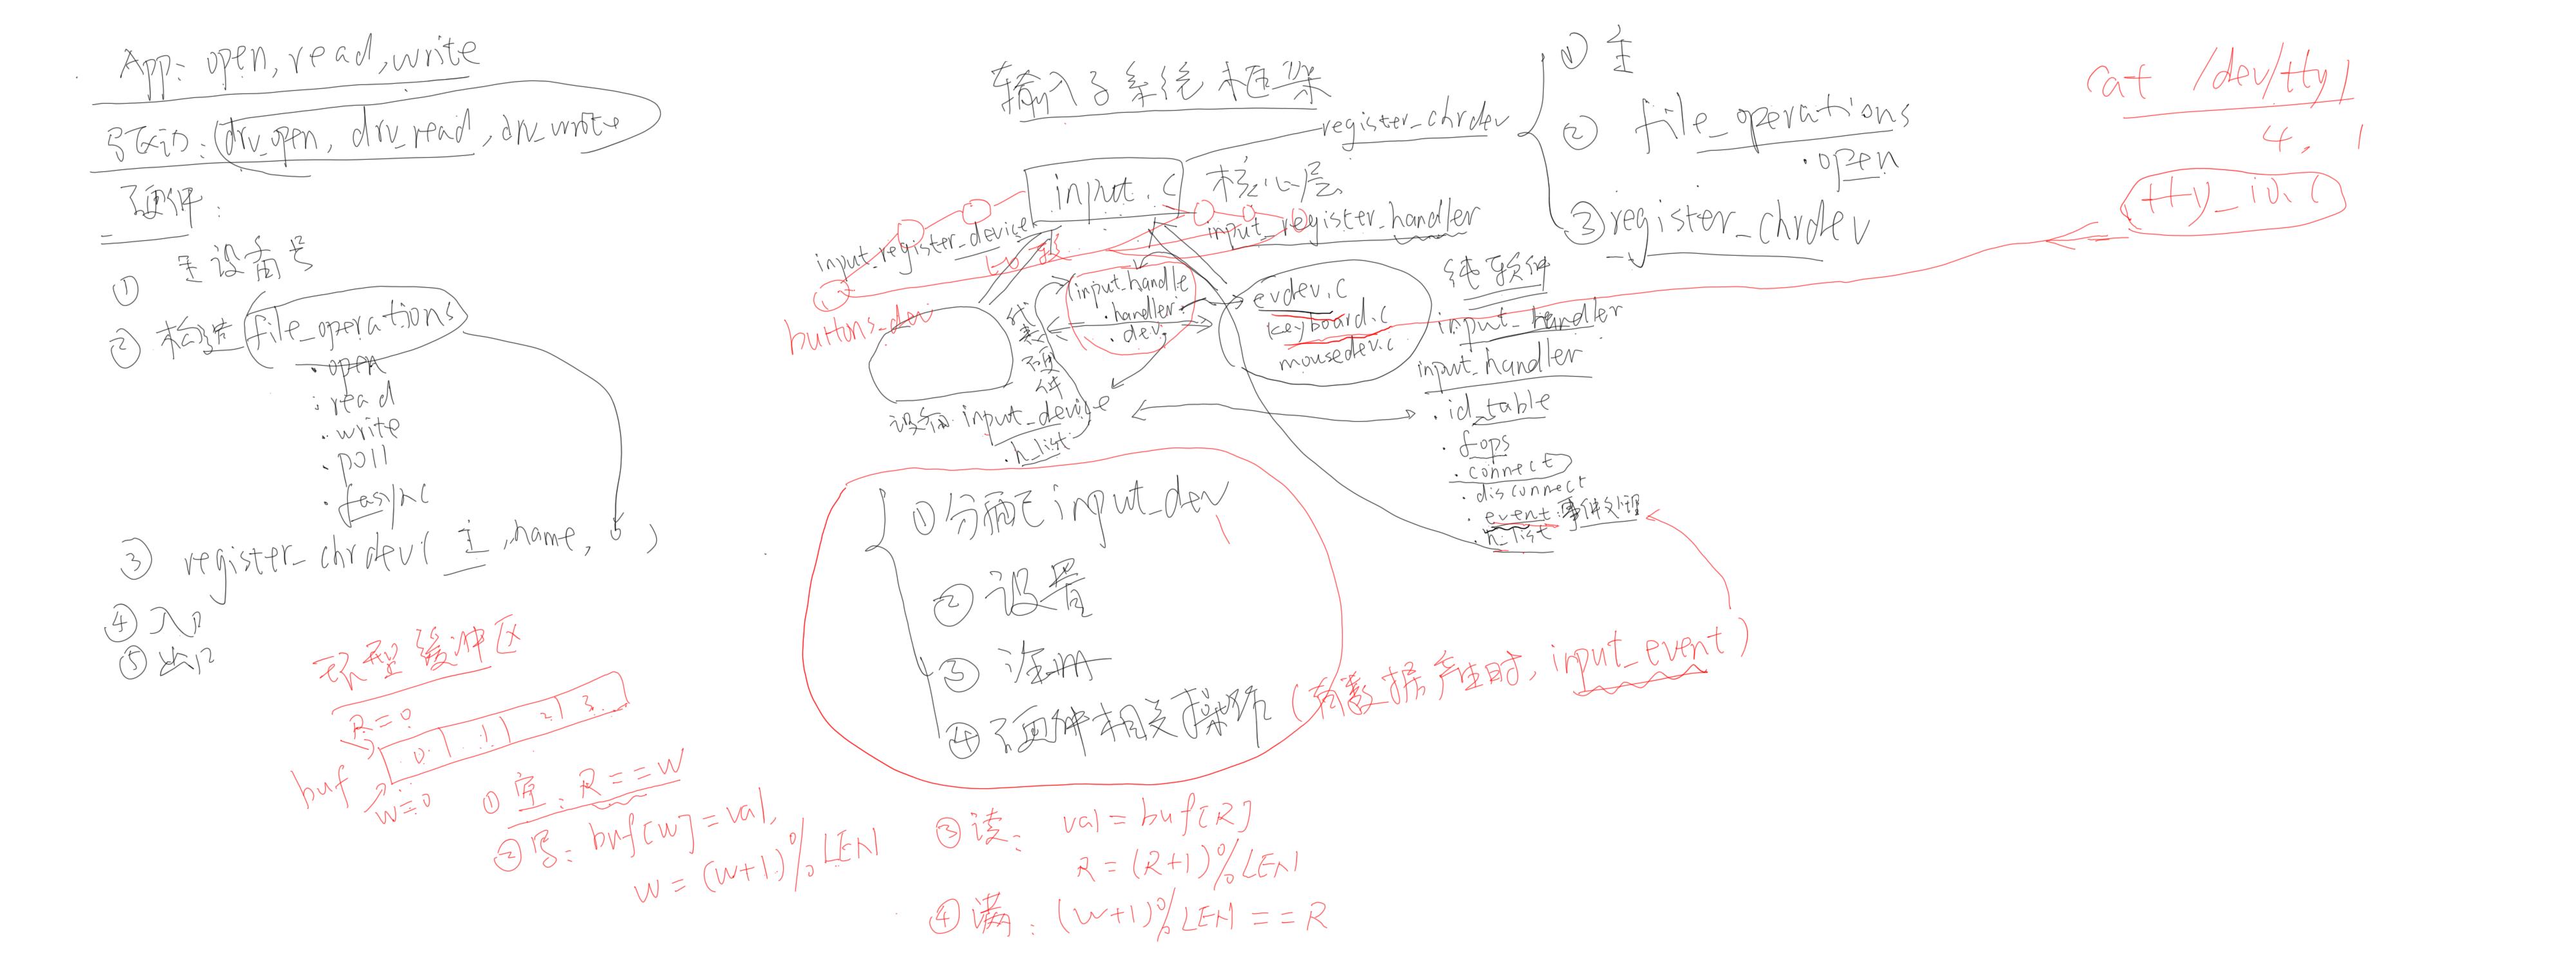 App: open, read, write
写驱动: (drv_open, drv_read, drv_write
硬件:
① 主设备号
② 构造 file_operations
.open
.read
.write
.poll
.fasync
③ register_chrdev( 主, name, )
④ 入口
⑤ 出口
环型缓冲区
R=0
buf 0 1 2 3
W=0
① 空: R==W
② 写: buf[W]=val,
W=(W+1)%LEN
③ 读: val=buf[R]
R=(R+1)%LEN
④ 满: (W+1)%LEN==R
输入子系统框架
input.c 核心层
register_chrdev
① 主
② file_operations
.open
③ register_chrdev
input_register_device
input_register_handler
比较
buttons_dev
代表硬件
input_handle
.handler
.dev
evdev.c
keyboard.c
mousedev.c
纯软件
input_handler
设备: input_device
.h_list
input_handler
.id_table
.fops
.connect
.disconnect
.event: 事件处理
.h_list
① 分配 input_dev
② 设置
③ 注册
④ 硬件相关操作 (有数据产生时, input_event)
cat /dev/tty1
4, 1
tty_io.c